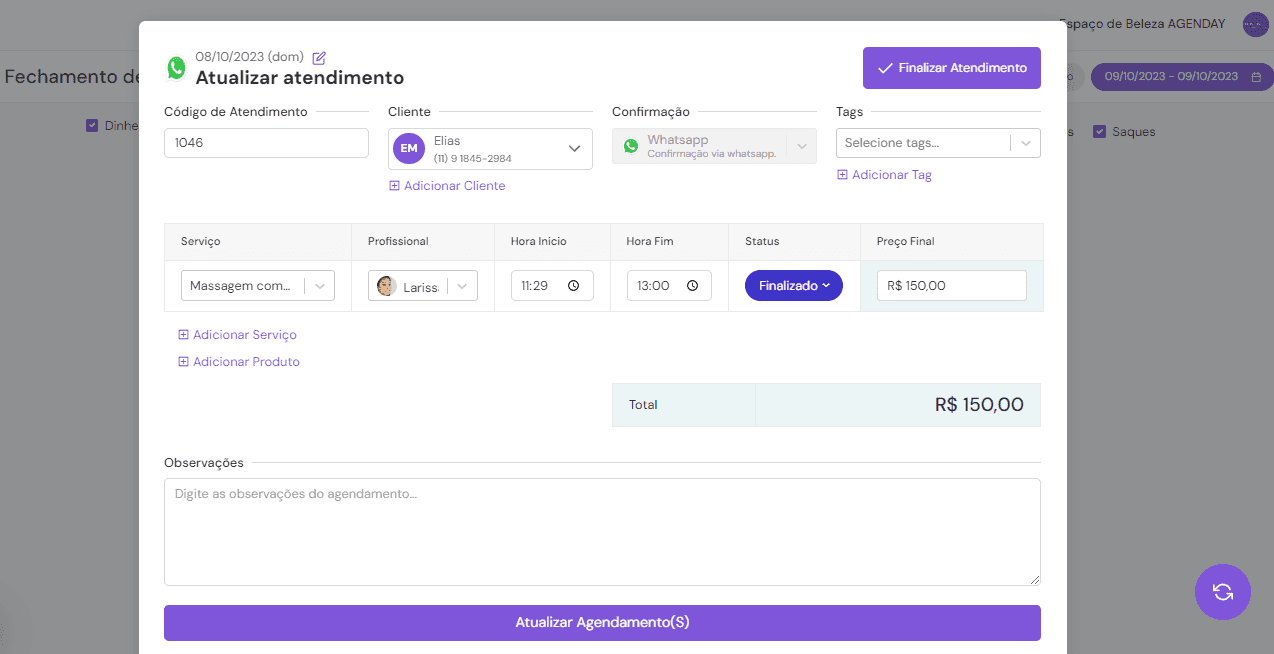 Espaço de Beleza AGENDAY
08/10/2023 (dom)
Atualizar atendimento
Finalizar Atendimento
Fechamento de
09/10/2023 - 09/10/2023
Código de Atendimento
Cliente
Confirmação
Tags
Dinhe
Saques
1046
EM
Elias
(11) 9 1845-2984
Whatsapp
Confirmação via whatsapp.
Selecione tags...
Adicionar Cliente
Adicionar Tag
Serviço
Profissional
Hora Inicio
Hora Fim
Status
Preço Final
Massagem com...
Lariss
11:29
13:00
Finalizado
R$ 150,00
Adicionar Serviço
Adicionar Produto
Total
R$ 150,00
Observações
Digite as observações do agendamento...
Atualizar Agendamento(S)